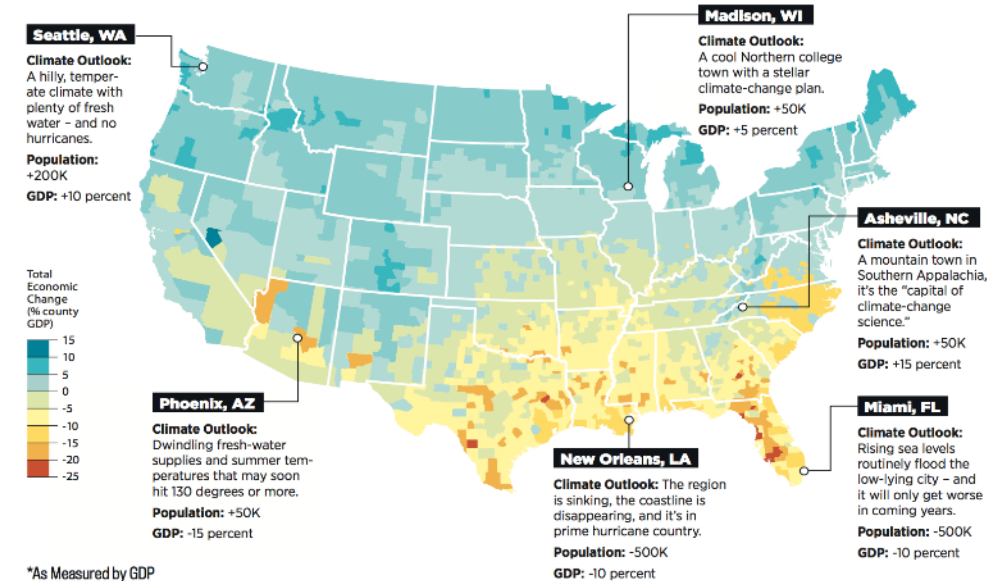 Seattle, WA
Climate Outlook:
A hilly, temper-
ate climate with
plenty of fresh
water – and no
hurricanes.
Population:
+200K
GDP: +10 percent
Madison, WI
Climate Outlook:
A cool Northern college
town with a stellar
climate-change plan.
Population: +50K
GDP: +5 percent
Asheville, NC
Climate Outlook:
A mountain town in
Southern Appalachia,
it's the "capital of
climate-change
science."
Population: +50K
GDP: +15 percent
Total
Economic
Change
(% county
GDP)
15
10
5
0
-5
-10
-15
-20
-25
Phoenix, AZ
Climate Outlook:
Dwindling fresh-water
supplies and summer tem-
peratures that may soon
hit 130 degrees or more.
Population: +50K
GDP: -15 percent
New Orleans, LA
Climate Outlook: The region
is sinking, the coastline is
disappearing, and it's in
prime hurricane country.
Population: -500K
GDP: -10 percent
Miami, FL
Climate Outlook:
Rising sea levels
routinely flood the
low-lying city – and
it will only get worse
in coming years.
Population: -500K
GDP: -10 percent
*As Measured by GDP